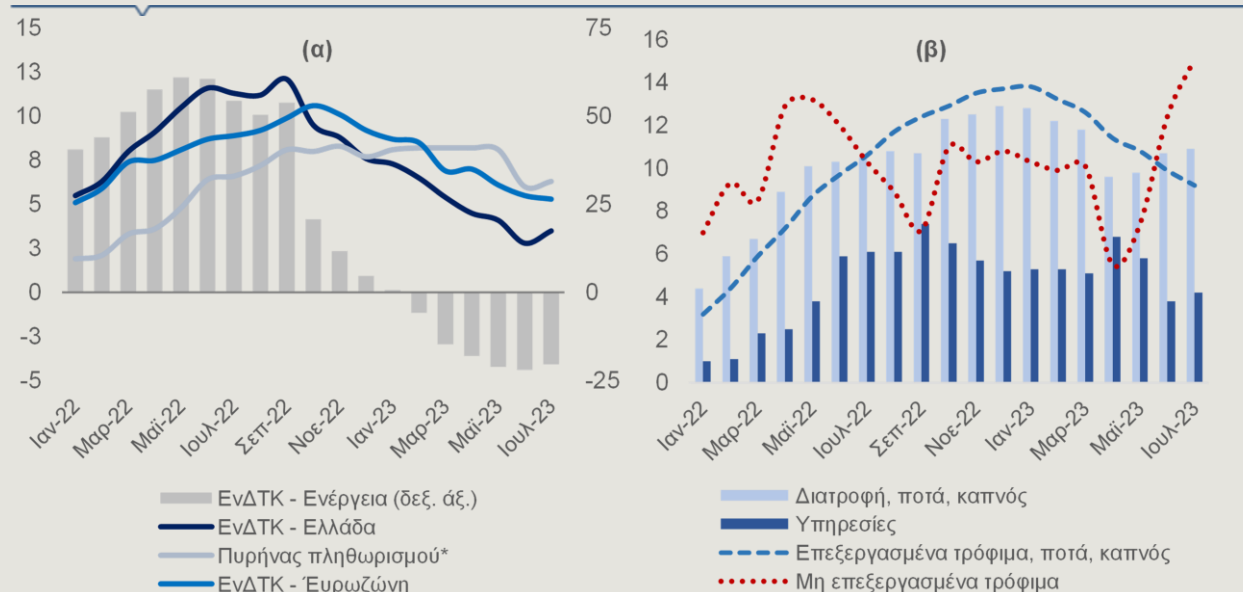 (α)
15
13
10
8
5
3
0
-3
-5
75
50
25
0
-25
Ιαν-22
Μαρ-22
Μαϊ-22
Ιουλ-22
Σεπ-22
Νοε-22
Ιαν-23
Μαρ-23
Μαϊ-23
Ιουλ-23
ΕνΔΤΚ - Ενέργεια (δεξ. άξ.)
ΕνΔΤΚ - Ελλάδα
Πυρήνας πληθωρισμού*
ΕνΔΤΚ - Έυρωζώνη
(β)
16
14
12
10
8
6
4
2
0
Ιαν-22
Μαρ-22
Μαϊ-22
Ιουλ-22
Σεπ-22
Νοε-22
Ιαν-23
Μαρ-23
Μαϊ-23
Ιουλ-23
Διατροφή, ποτά, καπνός
Υπηρεσίες
Επεξεργασμένα τρόφιμα, ποτά, καπνός
Μη επεξεργασμένα τρόφιμα